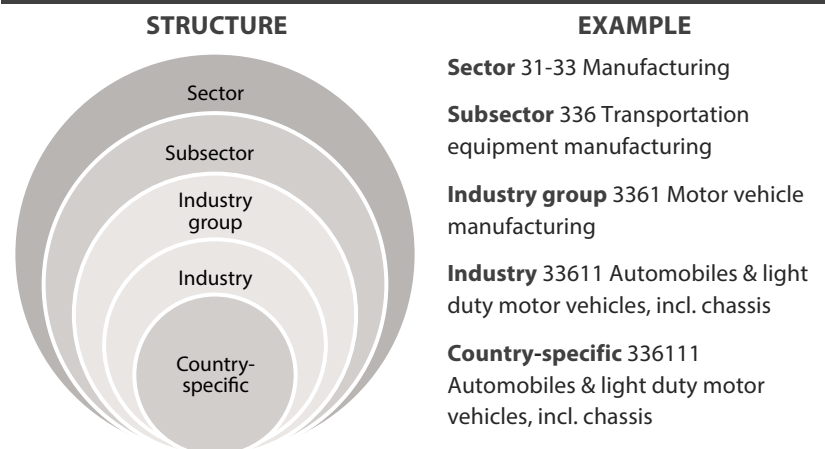 STRUCTURE
Sector
Subsector
Industry
group
Industry
Country-
specific
EXAMPLE
Sector 31-33 Manufacturing
Subsector 336 Transportation
equipment manufacturing
Industry group 3361 Motor vehicle
manufacturing
Industry 33611 Automobiles & light
duty motor vehicles, incl. chassis
Country-specific 336111
Automobiles & light duty motor
vehicles, incl. chassis